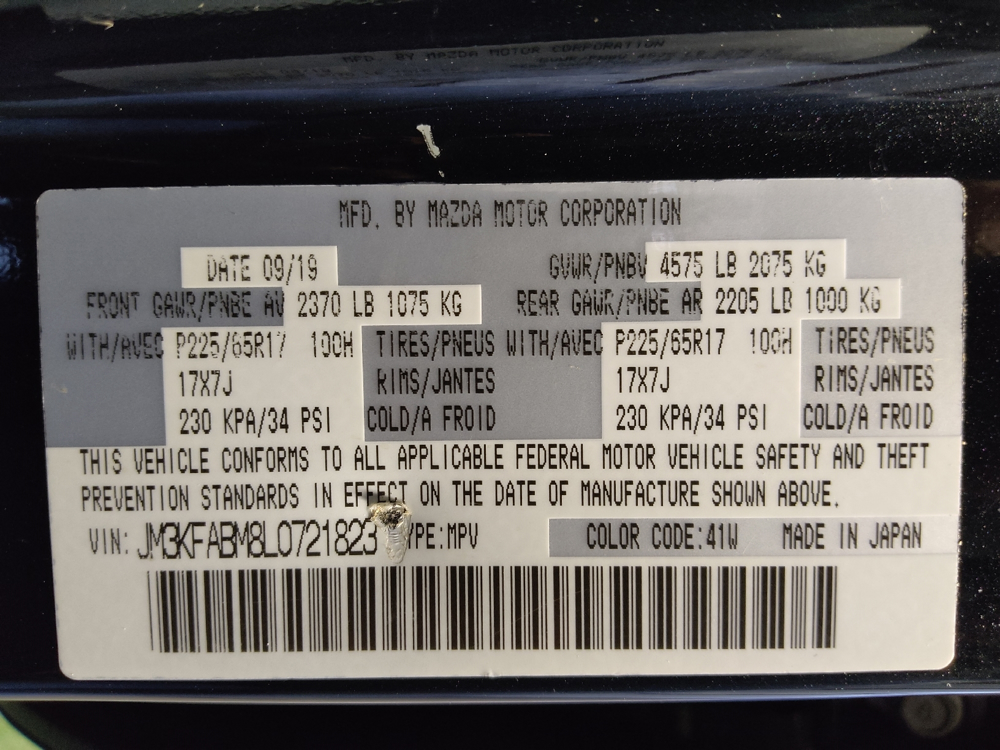 MFD. BY MAZDA MOTOR CORPORATION
MFD. BY MAZDA MOTOR CORPORATION
DATE 09/19 GVWR/PNBV 4575 LB 2075 KG
FRONT GAWR/PNBE AV 2370 LB 1075 KG REAR GAWR/PNBE AR 2205 LB 1000 KG
WITH/AVEC P225/65R17 100H TIRES/PNEUS WITH/AVEC P225/65R17 100H TIRES/PNEUS
17X7J RIMS/JANTES 17X7J RIMS/JANTES
230 KPA/34 PSI COLD/A FROID 230 KPA/34 PSI COLD/A FROID
THIS VEHICLE CONFORMS TO ALL APPLICABLE FEDERAL MOTOR VEHICLE SAFETY AND THEFT
PREVENTION STANDARDS IN EFFECT ON THE DATE OF MANUFACTURE SHOWN ABOVE.
VIN: JM3KFABM8L0721823 YPE:MPV COLOR CODE:41W MADE IN JAPAN